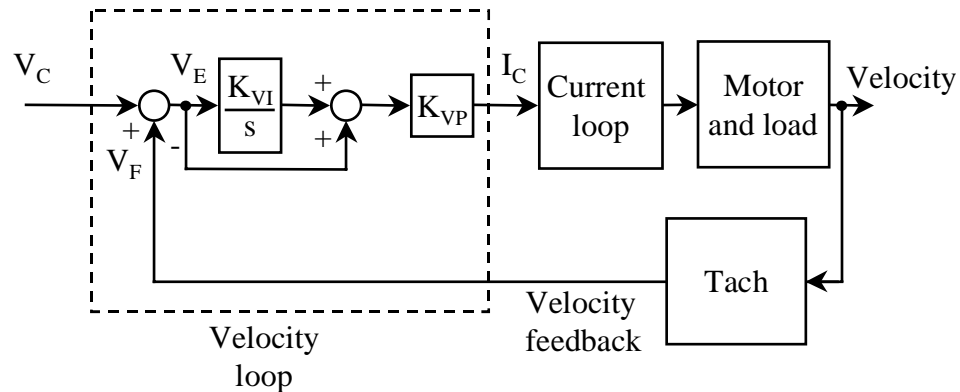 V_C
+
V_F
-
V_E
K_VI
s
+
+
K_VP
I_C
Current
loop
Motor
and load
Velocity
Tach
Velocity
feedback
Velocity
loop